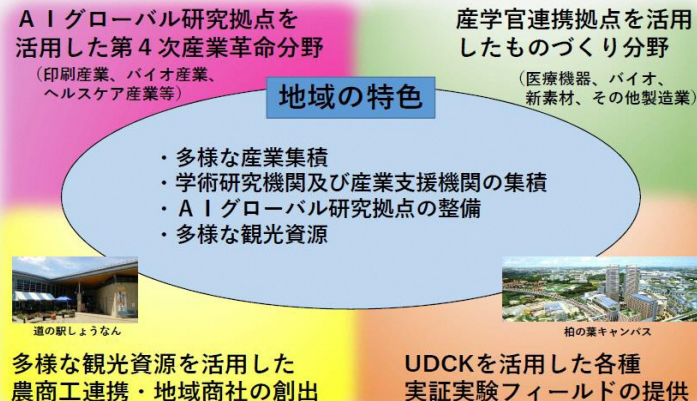 ＡＩグローバル研究拠点を
活用した第４次産業革命分野
（印刷産業、バイオ産業、
ヘルスケア産業等）
産学官連携拠点を活用
したものづくり分野
（医療機器、バイオ、
新素材、その他製造業）
地域の特色
・多様な産業集積
・学術研究機関及び産業支援機関の集積
・ＡＩグローバル研究拠点の整備
・多様な観光資源
道の駅しょうなん
柏の葉キャンパス
多様な観光資源を活用した
農商工連携・地域商社の創出
UDCKを活用した各種
実証実験フィールドの提供